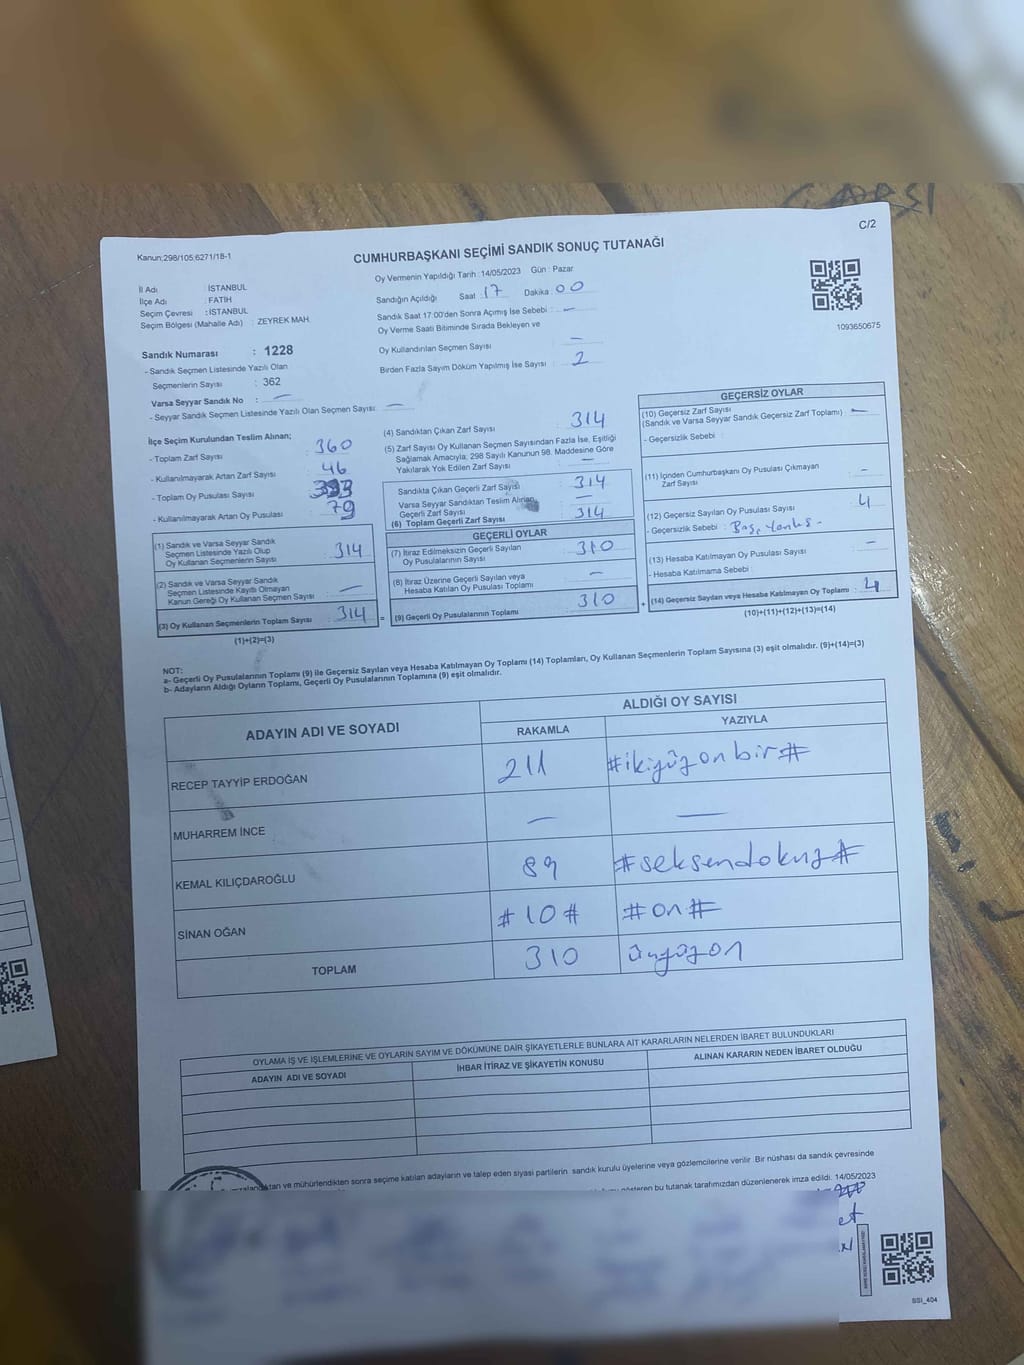 ÇARŞI
C/2
Kanun:298/105;6271/18-1
CUMHURBAŞKANI SEÇİMİ SANDIK SONUÇ TUTANAĞI
Oy Vermenin Yapıldığı Tarih :14/05/2023 Gün : Pazar
İl Adı : İSTANBUL
İlçe Adı : FATİH
Seçim Çevresi : İSTANBUL
Seçim Bölgesi (Mahalle Adı) : ZEYREK MAH.
Sandığın Açıldığı Saat 17 Dakika 00
Sandık Saat 17:00'den Sonra Açımış İse Sebebi : —
Oy Verme Saati Bitiminde Sırada Bekleyen ve
Oy Kullandırılan Seçmen Sayısı —
Birden Fazla Sayım Döküm Yapılmış İse Sayısı : 2
1093650675
Sandık Numarası : 1228
- Sandık Seçmen Listesinde Yazılı Olan
Seçmenlerin Sayısı : 362
Varsa Seyyar Sandık No : —
- Seyyar Sandık Seçmen Listesinde Yazılı Olan Seçmen Sayısı: —
İlçe Seçim Kurulundan Teslim Alınan;
- Toplam Zarf Sayısı : 360
- Kullanılmayarak Artan Zarf Sayısı : 46
- Toplam Oy Pusulası Sayısı
- Kullanılmayarak Artan Oy Pusulası : 79
(1) Sandık ve Varsa Seyyar Sandık
Seçmen Listesinde Yazılı Olup
Oy Kullanan Seçmenlerin Sayısı : 314
(2) Sandık ve Varsa Seyyar Sandık
Seçmen Listesinde Kayıtlı Olmayan
Kanun Gereği Oy Kullanan Seçmen Sayısı : —
(3) Oy Kullanan Seçmenlerin Toplam Sayısı : 314
(1)+(2)=(3)
(4) Sandıktan Çıkan Zarf Sayısı : 314
(5) Zarf Sayısı Oy Kullanan Seçmen Sayısından Fazla İse, Eşitliği
Sağlamak Amacıyla; 298 Sayılı Kanunun 98. Maddesine Göre
Yakılarak Yok Edilen Zarf Sayısı : —
Sandıkta Çıkan Geçerli Zarf Sayısı : 314
Varsa Seyyar Sandıktan Teslim Alınan
Geçerli Zarf Sayısı : —
(6) Toplam Geçerli Zarf Sayısı : 314
GEÇERLİ OYLAR
(7) İtiraz Edilmeksizin Geçerli Sayılan
Oy Pusulalarının Sayısı : 310
(8) İtiraz Üzerine Geçerli Sayılan veya
Hesaba Katılan Oy Pusulası Toplamı : —
(9) Geçerli Oy Pusulalarının Toplamı : 310
GEÇERSİZ OYLAR
(10) Geçersiz Zarf Sayısı
(Sandık ve Varsa Seyyar Sandık Geçersiz Zarf Toplamı) : —
- Geçersizlik Sebebi :
(11) İçinden Cumhurbaşkanı Oy Pusulası Çıkmayan
Zarf Sayısı : —
(12) Geçersiz Sayılan Oy Pusulası Sayısı : 4
- Geçersizlik Sebebi :
(13) Hesaba Katılmayan Oy Pusulası Sayısı : —
- Hesaba Katılmama Sebebi :
(14) Geçersiz Sayılan veya Hesaba Katılmayan Oy Toplamı : 4
(10)+(11)+(12)+(13)=(14)
NOT:
a- Geçerli Oy Pusulalarının Toplamı (9) ile Geçersiz Sayılan veya Hesaba Katılmayan Oy Toplamı (14) Toplamları, Oy Kullanan Seçmenlerin Toplam Sayısına (3) eşit olmalıdır. (9)+(14)=(3)
b- Adayların Aldığı Oyların Toplamı, Geçerli Oy Pusulalarının Toplamına (9) eşit olmalıdır.
ADAYIN ADI VE SOYADI ALDIĞI OY SAYISI
RAKAMLA YAZIYLA
RECEP TAYYİP ERDOĞAN 211 #ikiyüzonbir#
MUHARREM İNCE — —
KEMAL KILIÇDAROĞLU 89 #seksendokuz#
SİNAN OĞAN #10# #on#
TOPLAM 310 üçyüzon
OYLAMA İŞ VE İŞLEMLERİNE VE OYLARIN SAYIM VE DÖKÜMÜNE DAİR ŞİKAYETLERLE BUNLARA AİT KARARLARIN NELERDEN İBARET BULUNDUKLARI
ADAYIN ADI VE SOYADI İHBAR İTİRAZ VE ŞİKAYETİN KONUSU ALINAN KARARIN NEDEN İBARET OLDUĞU
ve mühürlendikten sonra seçime katılan adayların ve talep eden siyasi partilerin sandık kurulu üyelerine veya gözlemcilerine verilir. Bir nüshası da sandık çevresinde
gösteren bu tutanak tarafımızdan düzenlenerek imza edildi. 14/05/2023
et
SSI_404